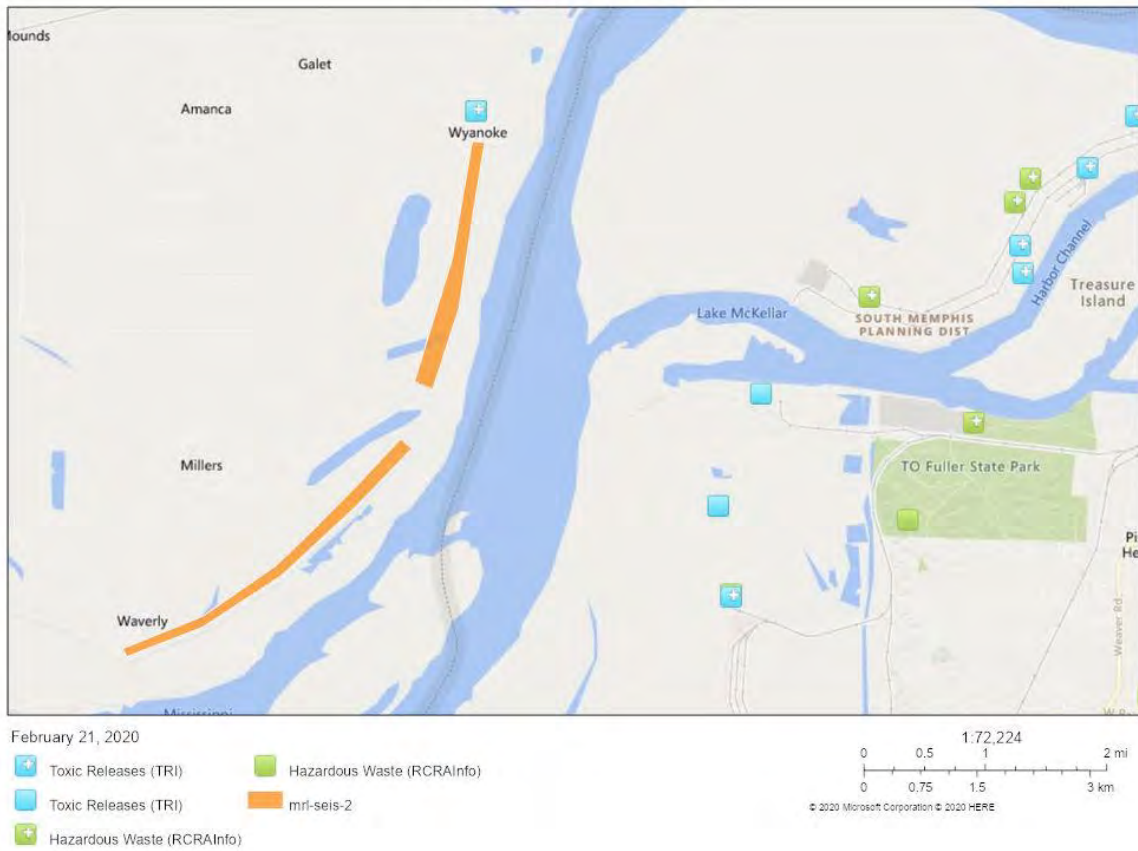 Mounds
Galet
Amanca
Wyanoke
Harbor Channel
Treasure
Island
Lake McKellar
SOUTH MEMPHIS
PLANNING DIST
Millers
TO Fuller State Park
Waverly
Weaver Rd
Mississippi
February 21, 2020
Toxic Releases (TRI)
Hazardous Waste (RCRAInfo)
Toxic Releases (TRI)
mrl-seis-2
Hazardous Waste (RCRAInfo)
1:72,224
0 0.5 1 2 mi
0 0.75 1.5 3 km
© 2020 Microsoft Corporation © 2020 HERE